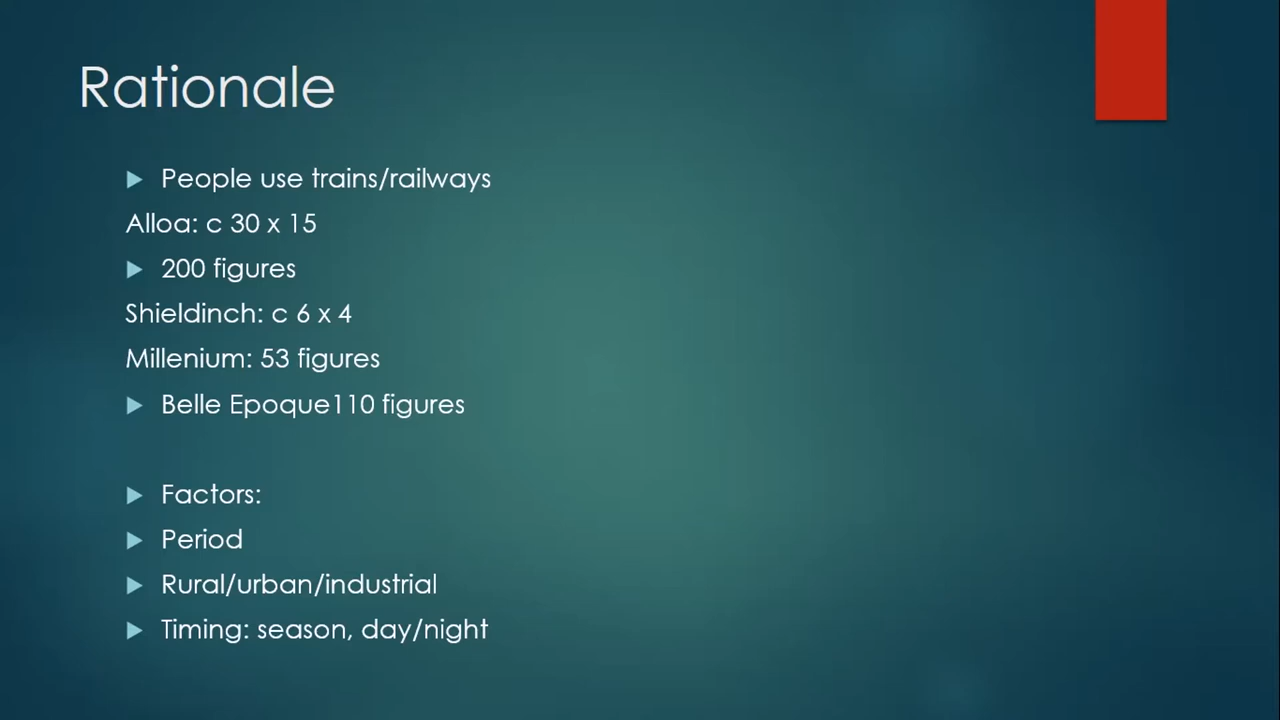 Rationale
People use trains/railways
Alloa: c 30 x 15
200 figures
Shieldinch: c 6 x 4
Millenium: 53 figures
Belle Epoque110 figures
Factors:
Period
Rural/urban/industrial
Timing: season, day/night